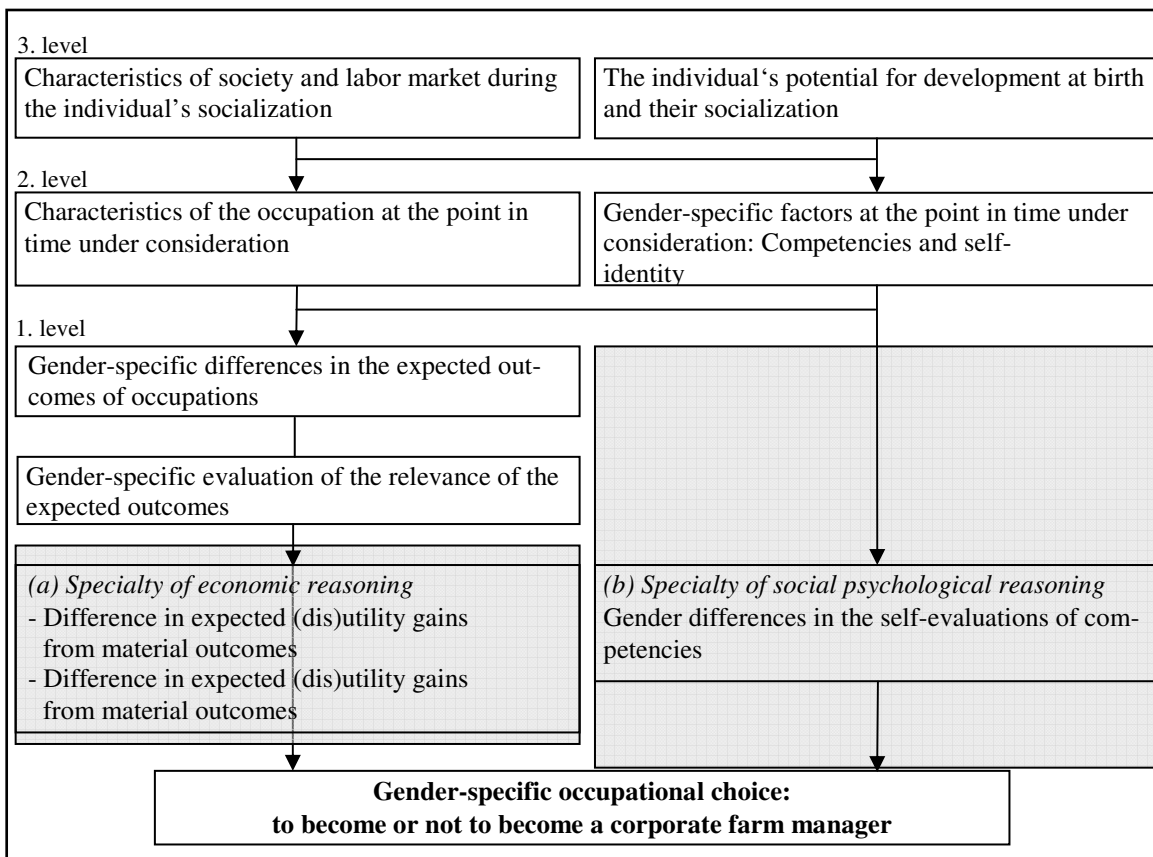 3. level
Characteristics of society and labor market during
the individual's socialization
The individual‘s potential for development at birth
and their socialization
2. level
Characteristics of the occupation at the point in
time under consideration
Gender-specific factors at the point in time under
consideration: Competencies and self-
identity
1. level
Gender-specific differences in the expected out-
comes of occupations
Gender-specific evaluation of the relevance of the
expected outcomes
(a) Specialty of economic reasoning
- Difference in expected (dis)utility gains
from material outcomes
- Difference in expected (dis)utility gains
from material outcomes
(b) Specialty of social psychological reasoning
Gender differences in the self-evaluations of com-
petencies
Gender-specific occupational choice:
to become or not to become a corporate farm manager